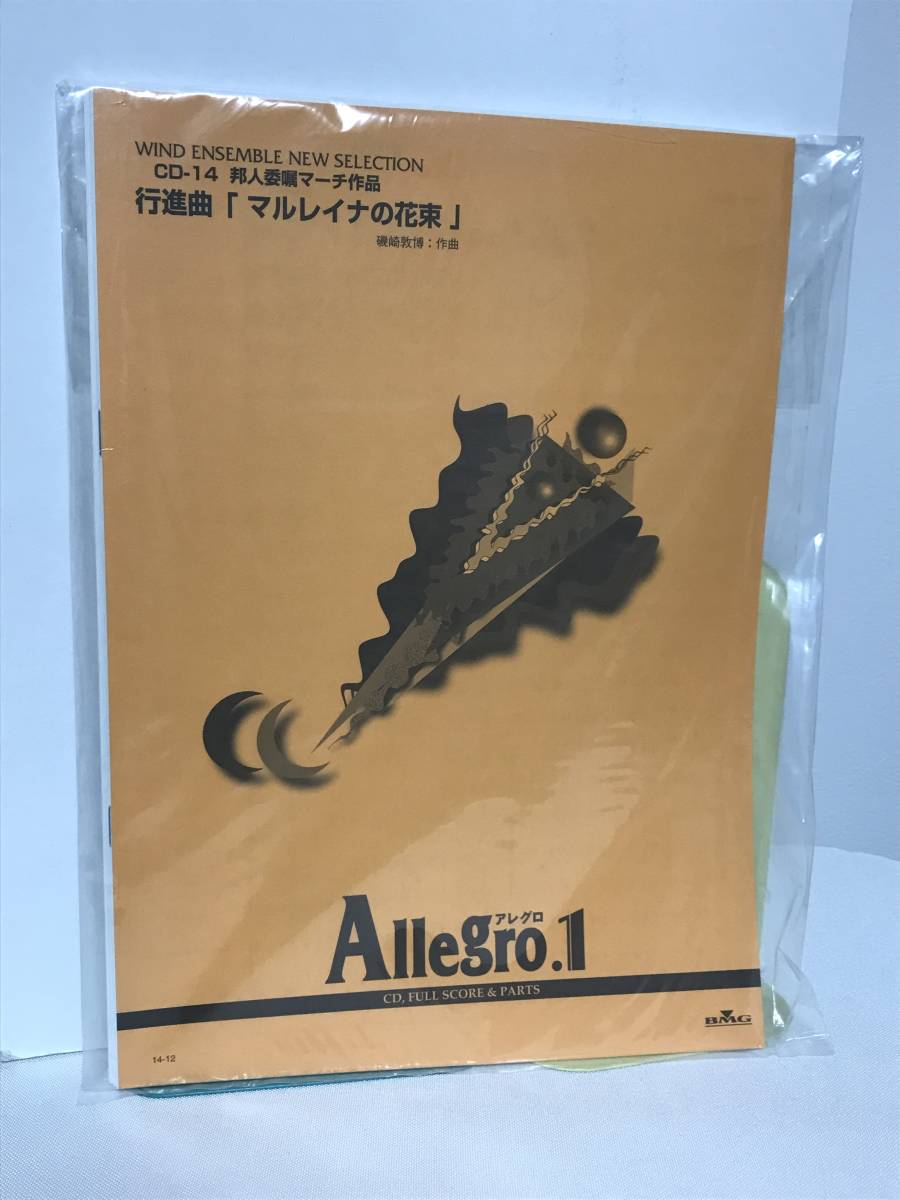 WIND ENSEMBLE NEW SELECTION
CD-14 邦人委嘱マーチ作品
行進曲「 マルレイナの花束 」
磯崎敦博：作曲
アレグロ
Allegro.1
CD, FULL SCORE & PARTS
BMG
14-12